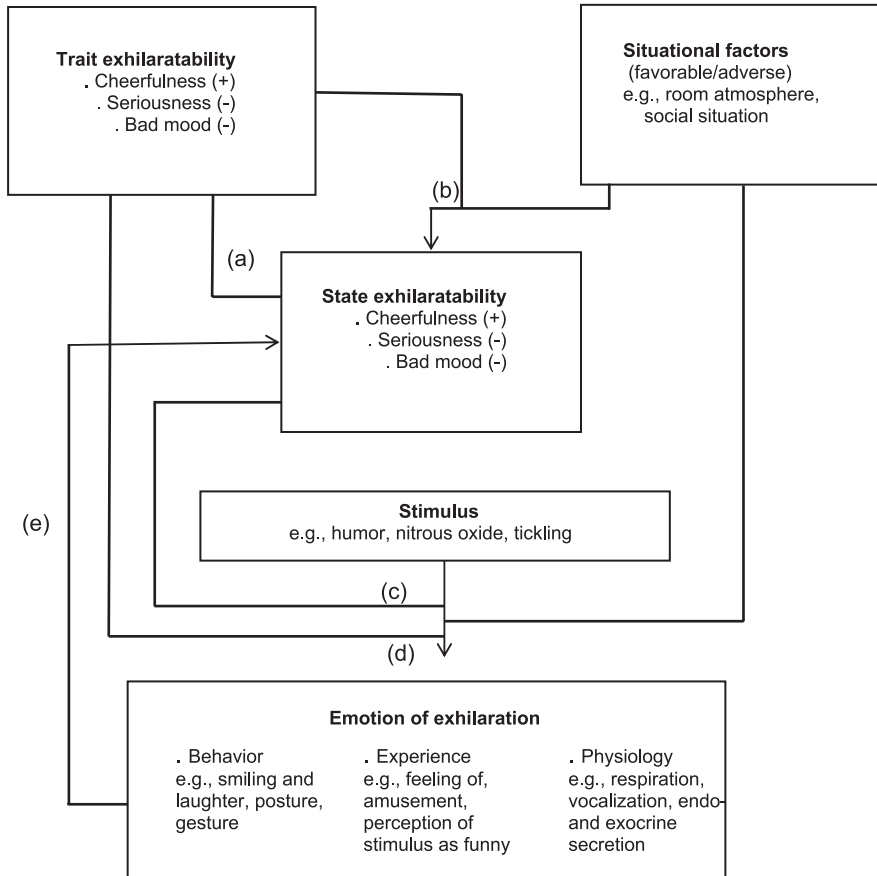 Trait exhilaratability
. Cheerfulness (+)
. Seriousness (-)
. Bad mood (-)
Situational factors
(favorable/adverse)
e.g., room atmosphere,
social situation
(b)
(a)
State exhilaratability
. Cheerfulness (+)
. Seriousness (-)
. Bad mood (-)
(e)
Stimulus
e.g., humor, nitrous oxide, tickling
(c)
(d)
Emotion of exhilaration
. Behavior
e.g., smiling and
laughter, posture,
gesture
. Experience
e.g., feeling of,
amusement,
perception of
stimulus as funny
. Physiology
e.g., respiration,
vocalization, endo-
and exocrine
secretion